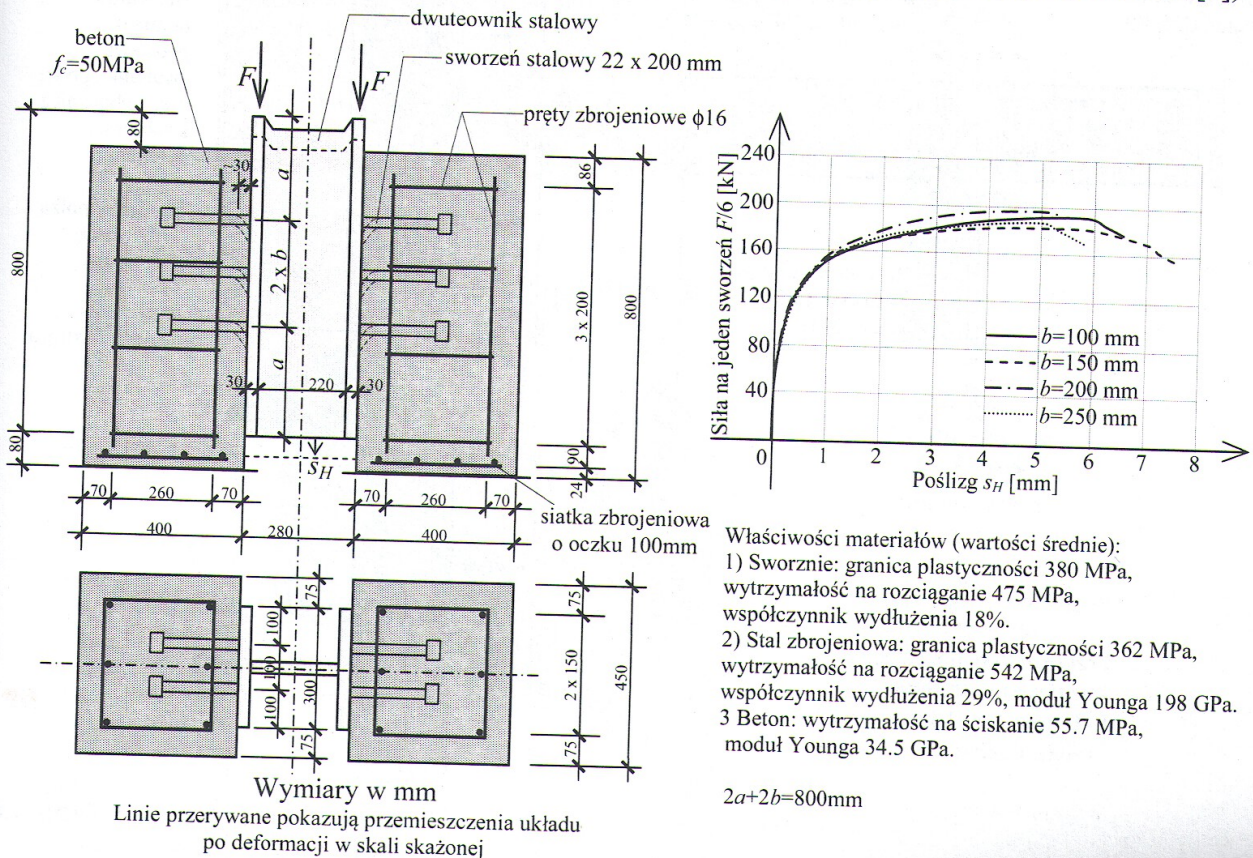 dwuteownik stalowy
beton
f_c=50MPa
sworzeń stalowy 22 x 200 mm
F
F
pręty zbrojeniowe ϕ16
80
~30
a
86
2 x b
800
3 x 200
800
a
30
220
30
80
s_H
90
24
70
260
70
70
260
70
400
280
400
siatka zbrojeniowa
o oczku 100mm
75
75
100
100
300
2 x 150
450
100
75
75
Wymiary w mm
Linie przerywane pokazują przemieszczenia układu
po deformacji w skali skażonej
Siła na jeden sworzeń F/6 [kN]
240
200
160
120
80
40
b=100 mm
b=150 mm
b=200 mm
b=250 mm
0 1 2 3 4 5 6 7 8
Poślizg s_H [mm]
Właściwości materiałów (wartości średnie):
1) Sworznie: granica plastyczności 380 MPa,
wytrzymałość na rozciąganie 475 MPa,
współczynnik wydłużenia 18%.
2) Stal zbrojeniowa: granica plastyczności 362 MPa,
wytrzymałość na rozciąganie 542 MPa,
współczynnik wydłużenia 29%, moduł Younga 198 GPa.
3 Beton: wytrzymałość na ściskanie 55.7 MPa,
moduł Younga 34.5 GPa.
2a+2b=800mm